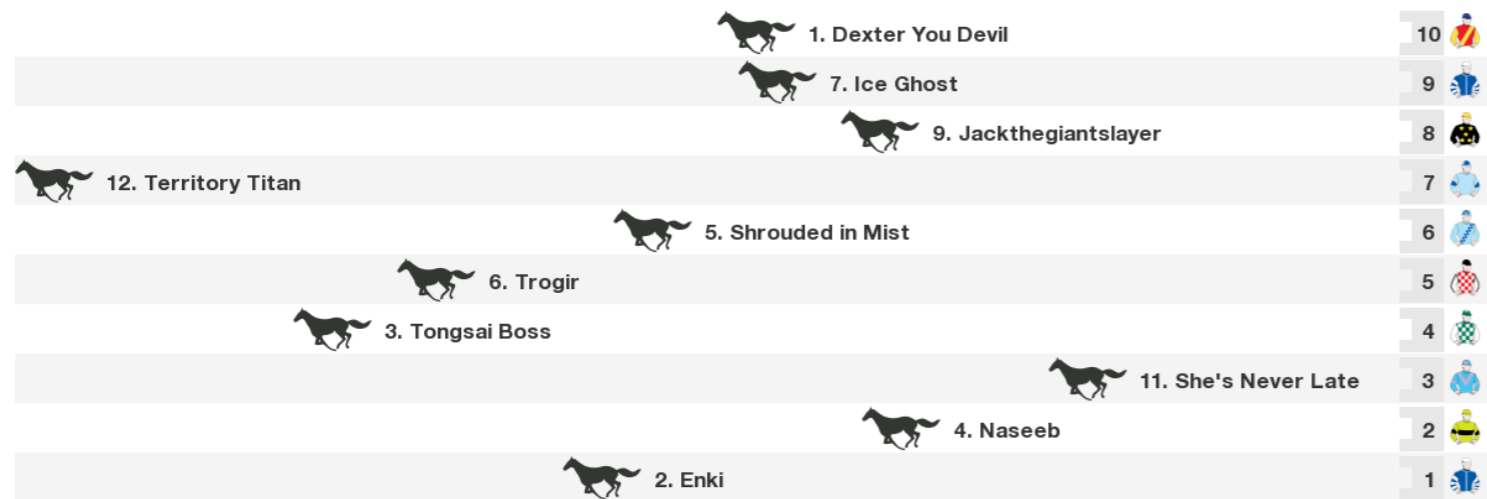 1. Dexter You Devil 10
7. Ice Ghost 9
9. Jackthegiantslayer 8
12. Territory Titan 7
5. Shrouded in Mist 6
6. Trogir 5
3. Tongsai Boss 4
11. She's Never Late 3
4. Naseeb 2
2. Enki 1